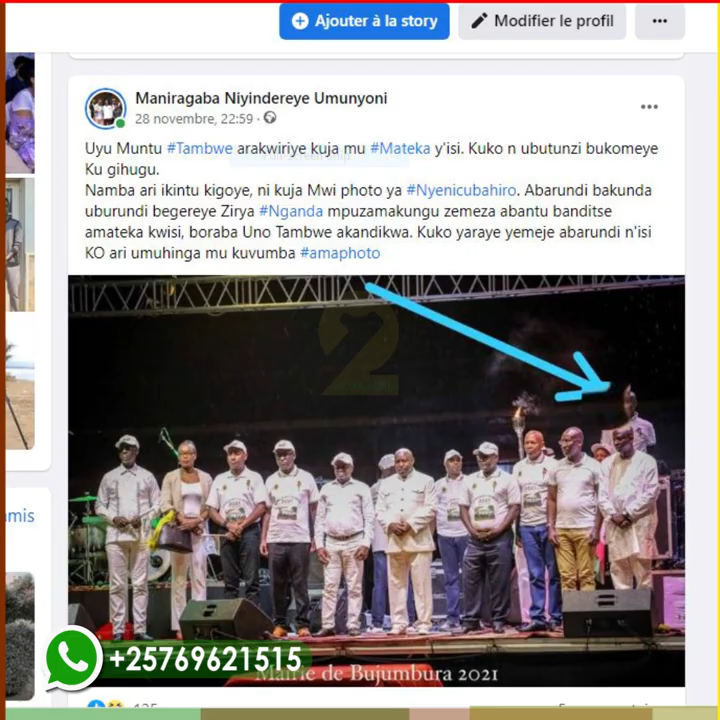 Ajouter à la story
Modifier le profil
Maniragaba Niyindereye Umunyoni
28 novembre, 22:59
Uyu Muntu #Tambwe arakwiriye kuja mu #Mateka y'isi. Kuko n ubutunzi bukomeye
Ku gihugu.
Namba ari ikintu kigoye, ni kuja Mwi photo ya #Nyenicubahiro. Abarundi bakunda
uburundi begereye Zirya #Nganda mpuzamakungu zemeza abantu banditse
amateka kwisi, boraba Uno Tambwe akandikwa. Kuko yaraye yemeje abarundi n'isi
KO ari umuhinga mu kuvumba #amaphoto
2
amis
+25769621515
Mairie de Bujumbura 2021